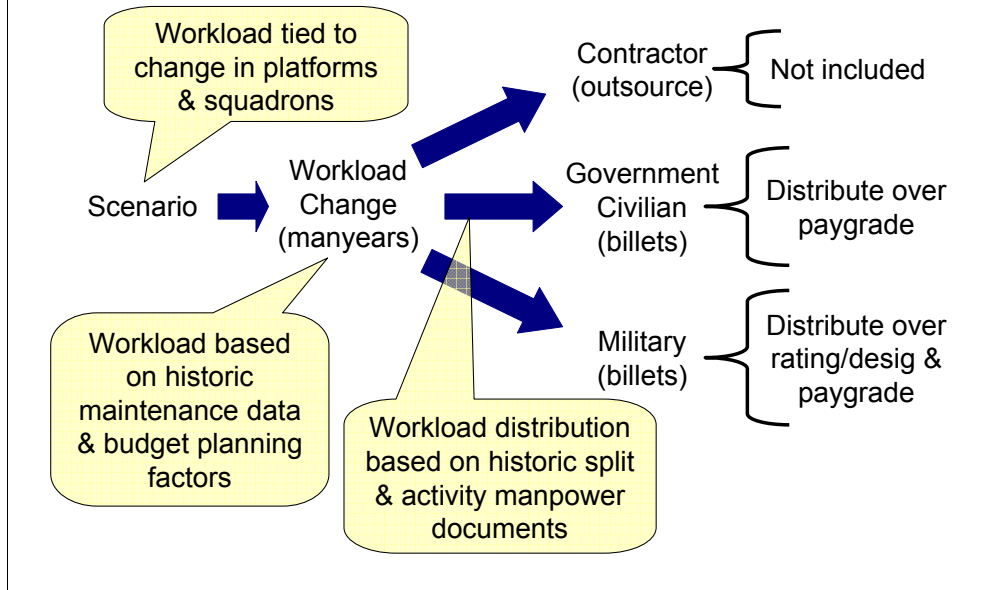 Workload tied to
change in platforms
& squadrons
Contractor
(outsource)
Not included
Scenario
Workload
Change
(manyears)
Government
Civilian
(billets)
Distribute over
paygrade
Military
(billets)
Distribute over
rating/desig &
paygrade
Workload based
on historic
maintenance data
& budget planning
factors
Workload distribution
based on historic split
& activity manpower
documents